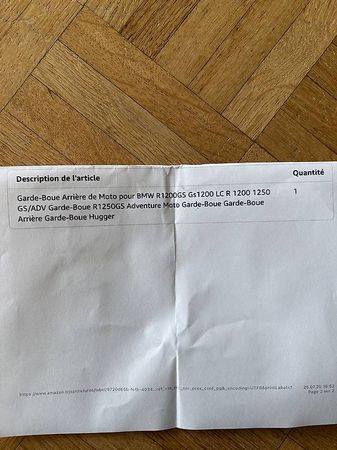 Description de l'article Quantité
Garde-Boue Arrière de Moto pour BMW R1200GS Gs1200 LC R 1200 1250 1
GS/ADV Garde-Boue R1250GS Adventure Moto Garde-Boue Garde-Boue
Arrière Garde-Boue Hugger
Page 2 sur 2